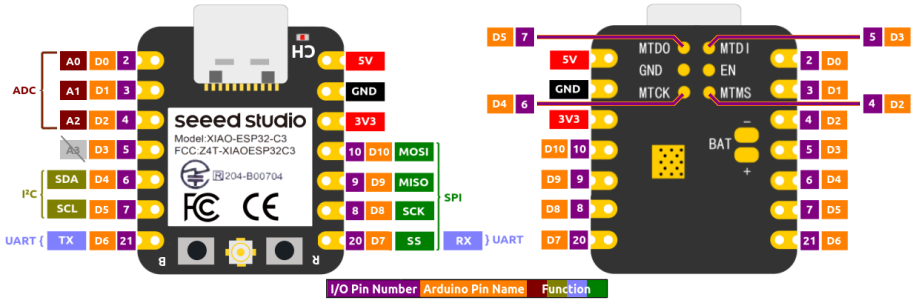 CH
A0 D0 2
5V
ADC
A1 D1 3
GND
A2 D2 4
3V3
A3 D3 5
10 D10 MOSI
I²C
SDA D4 6
9 D9 MISO
SPI
SCL D5 7
8 D8 SCK
UART { TX D6 21
20 D7 SS RX } UART
seeed studio
Model:XIAO-ESP32-C3
FCC:Z4T-XIAOESP32C3
R 204-B00704
FC CE
B
R
D5 7
MTDO
MTDI
5 D3
5V
2 D0
GND
EN
GND
3 D1
D4 6
MTCK
MTMS
4 D2
3V3
4 D2
D10 10
BAT
−
+
5 D3
D9 9
6 D4
D8 8
7 D5
D7 20
21 D6
I/O Pin Number Arduino Pin Name Function